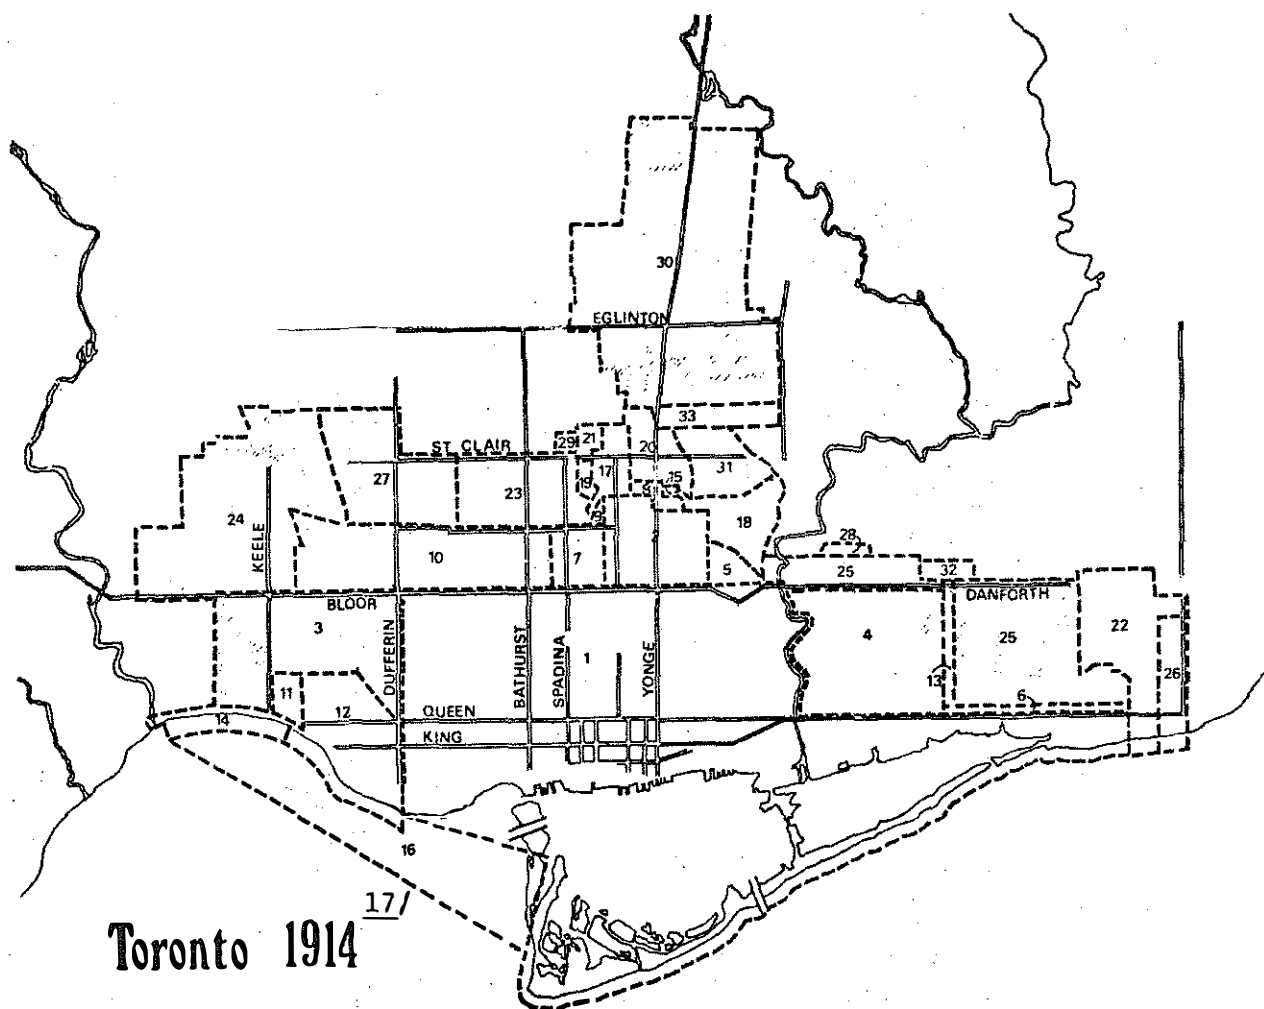 30
EGLINTON
33
29 21
ST CLAIR
20
27
23
19
17
15
31
24
18
KEELE
10
7
5
28
25
32
BLOOR
DANFORTH
3
DUFFERIN
BATHURST
SPADINA
1
YONGE
4
25
22
13
26
11
12
6
14
QUEEN
KING
16
17/
Toronto 1914